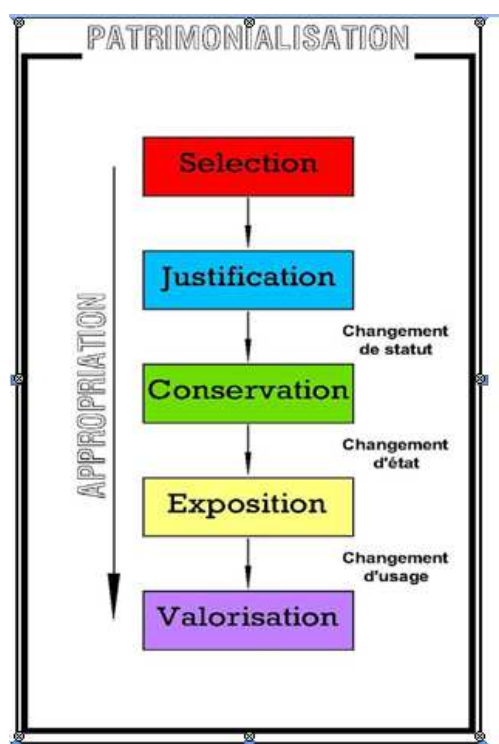 PATRIMONIALISATION
Selection
Justification
Changement
de statut
Conservation
Changement
d'état
Exposition
Changement
d'usage
Valorisation
APPROPRIATION